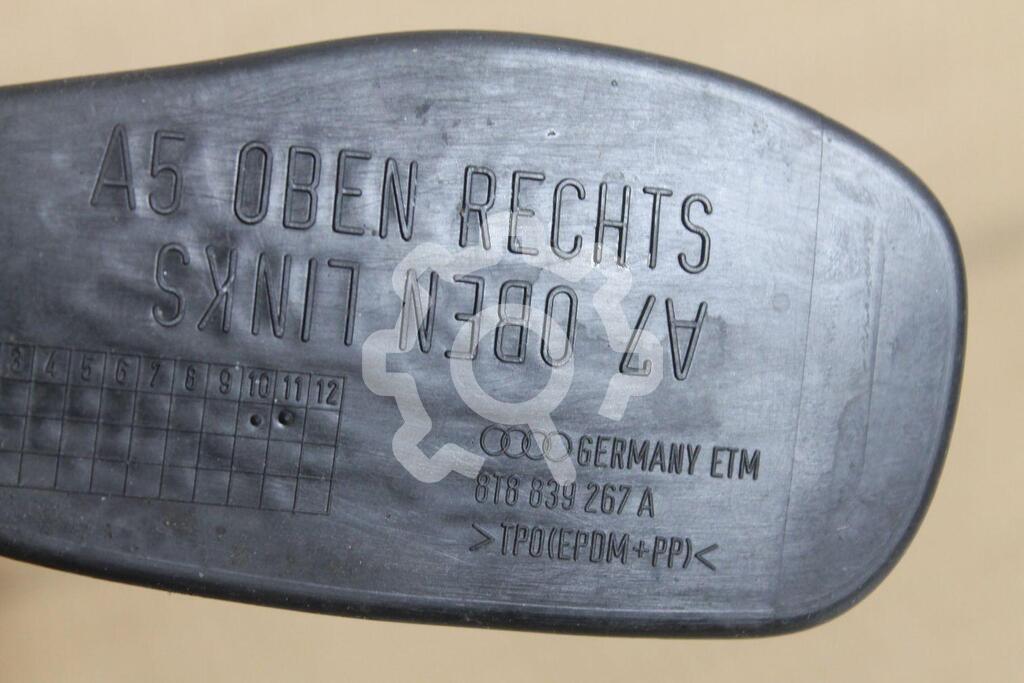 A5 OBEN RECHTS
A7 OBEN LINKS
3 4 5 6 7 8 9 10 11 12
GERMANY ETM
8T8 839 267 A
>TPO(EPDM+PP)<